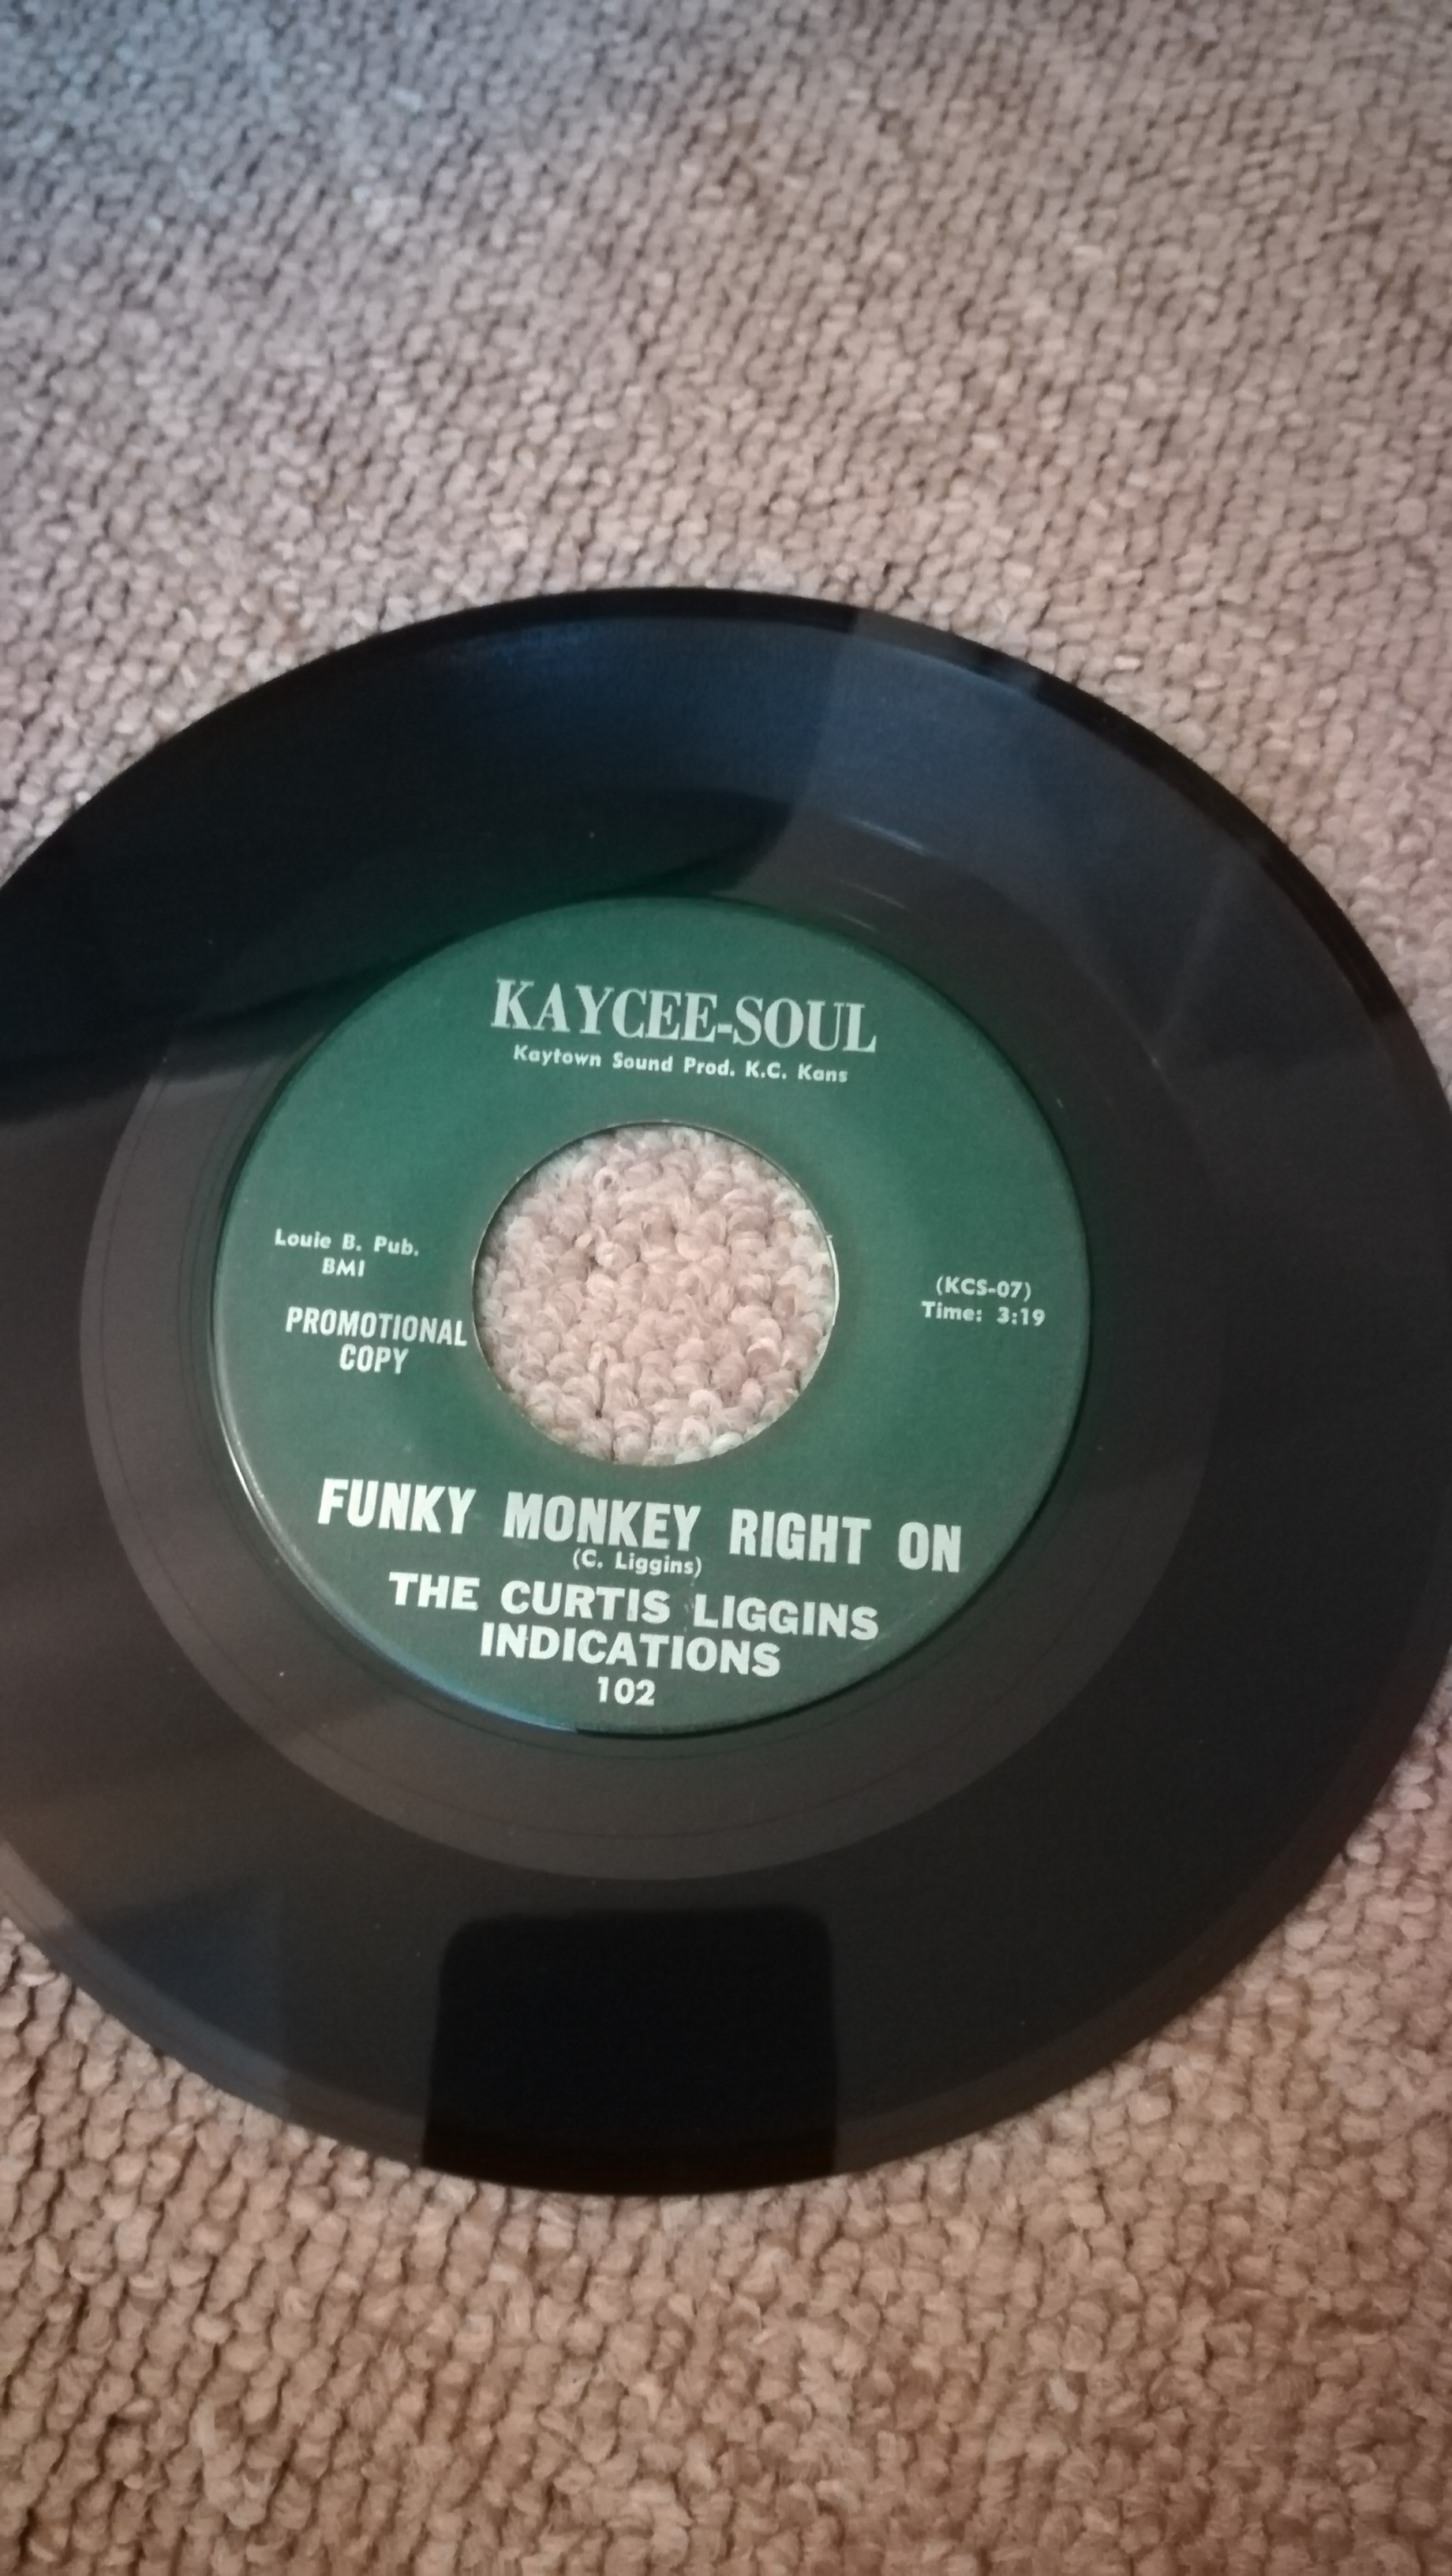 KAYCEE-SOUL
Kaytown Sound Prod. K.C. Kans
Louie B. Pub.
BMI
PROMOTIONAL
COPY
(KCS-07)
Time: 3:19
FUNKY MONKEY RIGHT ON
(C. Liggins)
THE CURTIS LIGGINS
INDICATIONS
102